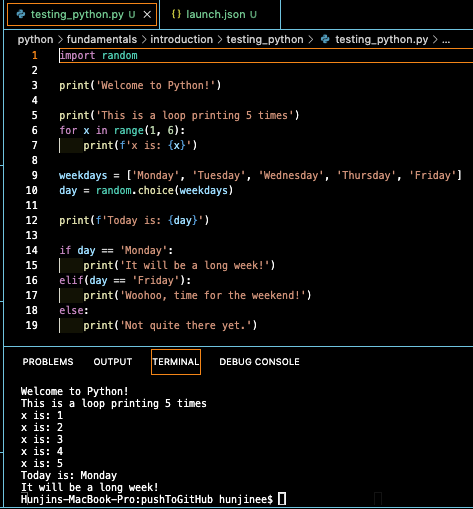 testing_python.py U ×
{} launch.json U
python > fundamentals > introduction > testing_python > testing_python.py > ...
1 import random
2
3 print('Welcome to Python!')
4
5 print('This is a loop printing 5 times')
6 for x in range(1, 6):
7     print(f'x is: {x}')
8
9 weekdays = ['Monday', 'Tuesday', 'Wednesday', 'Thursday', 'Friday']
10 day = random.choice(weekdays)
11
12 print(f'Today is: {day}')
13
14 if day == 'Monday':
15     print('It will be a long week!')
16 elif(day == 'Friday'):
17     print('Woohoo, time for the weekend!')
18 else:
19     print('Not quite there yet.')
PROBLEMS OUTPUT TERMINAL DEBUG CONSOLE
Welcome to Python!
This is a loop printing 5 times
x is: 1
x is: 2
x is: 3
x is: 4
x is: 5
Today is: Monday
It will be a long week!
Hunjins-MacBook-Pro:pushToGitHub hunjinee$